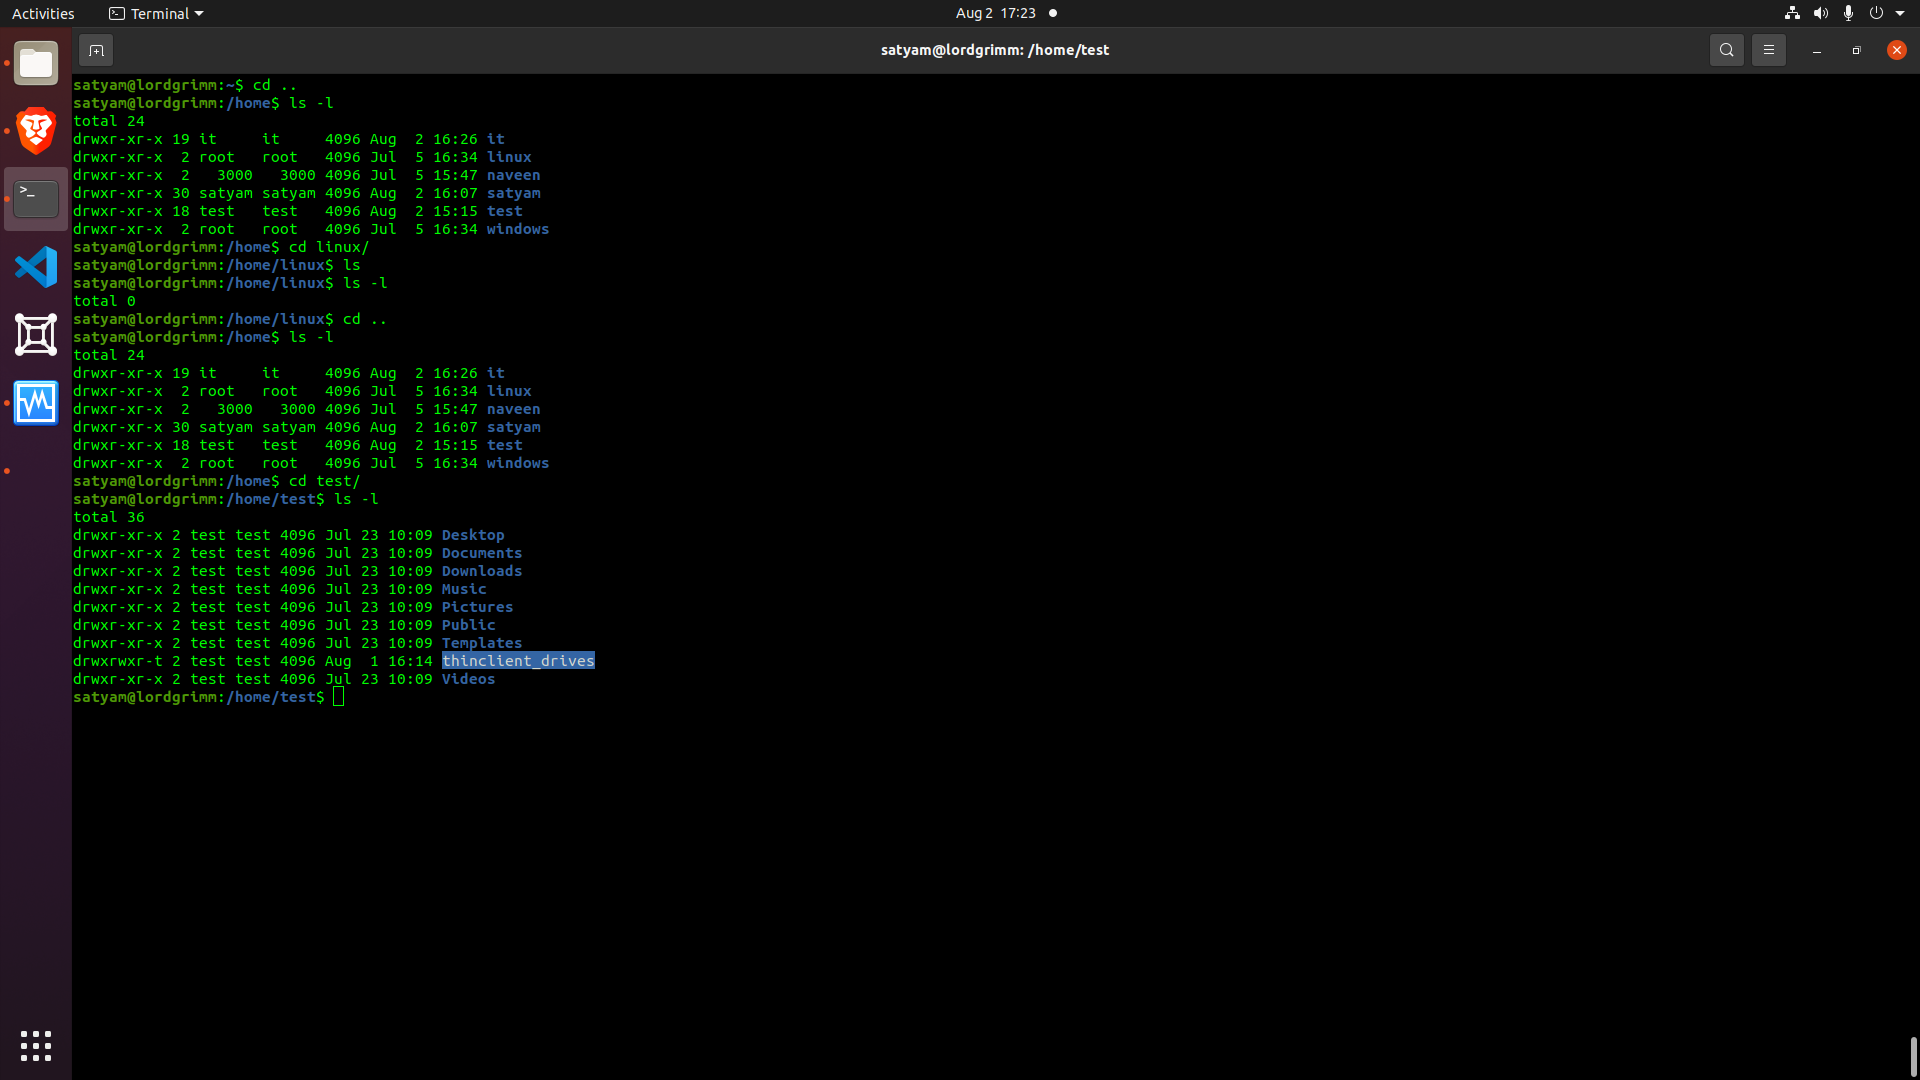 Activities Terminal Aug 2 17:23
satyam@lordgrimm: /home/test
satyam@lordgrimm:~$ cd ..
satyam@lordgrimm:/home$ ls -l
total 24
drwxr-xr-x 19 it     it     4096 Aug  2 16:26 it
drwxr-xr-x  2 root   root   4096 Jul  5 16:34 linux
drwxr-xr-x  2   3000   3000 4096 Jul  5 15:47 naveen
drwxr-xr-x 30 satyam satyam 4096 Aug  2 16:07 satyam
drwxr-xr-x 18 test   test   4096 Aug  2 15:15 test
drwxr-xr-x  2 root   root   4096 Jul  5 16:34 windows
satyam@lordgrimm:/home$ cd linux/
satyam@lordgrimm:/home/linux$ ls
satyam@lordgrimm:/home/linux$ ls -l
total 0
satyam@lordgrimm:/home/linux$ cd ..
satyam@lordgrimm:/home$ ls -l
total 24
drwxr-xr-x 19 it     it     4096 Aug  2 16:26 it
drwxr-xr-x  2 root   root   4096 Jul  5 16:34 linux
drwxr-xr-x  2   3000   3000 4096 Jul  5 15:47 naveen
drwxr-xr-x 30 satyam satyam 4096 Aug  2 16:07 satyam
drwxr-xr-x 18 test   test   4096 Aug  2 15:15 test
drwxr-xr-x  2 root   root   4096 Jul  5 16:34 windows
satyam@lordgrimm:/home$ cd test/
satyam@lordgrimm:/home/test$ ls -l
total 36
drwxr-xr-x 2 test test 4096 Jul 23 10:09 Desktop
drwxr-xr-x 2 test test 4096 Jul 23 10:09 Documents
drwxr-xr-x 2 test test 4096 Jul 23 10:09 Downloads
drwxr-xr-x 2 test test 4096 Jul 23 10:09 Music
drwxr-xr-x 2 test test 4096 Jul 23 10:09 Pictures
drwxr-xr-x 2 test test 4096 Jul 23 10:09 Public
drwxr-xr-x 2 test test 4096 Jul 23 10:09 Templates
drwxrwxr-t 2 test test 4096 Aug  1 16:14 thinclient_drives
drwxr-xr-x 2 test test 4096 Jul 23 10:09 Videos
satyam@lordgrimm:/home/test$